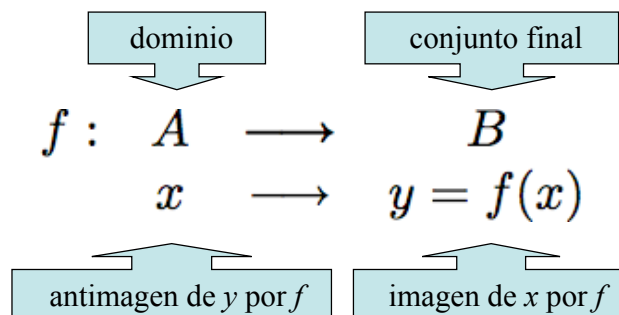 dominio conjunto final
f : A ⟶ B
x ⟶ y = f(x)
antimagen de y por f imagen de x por f